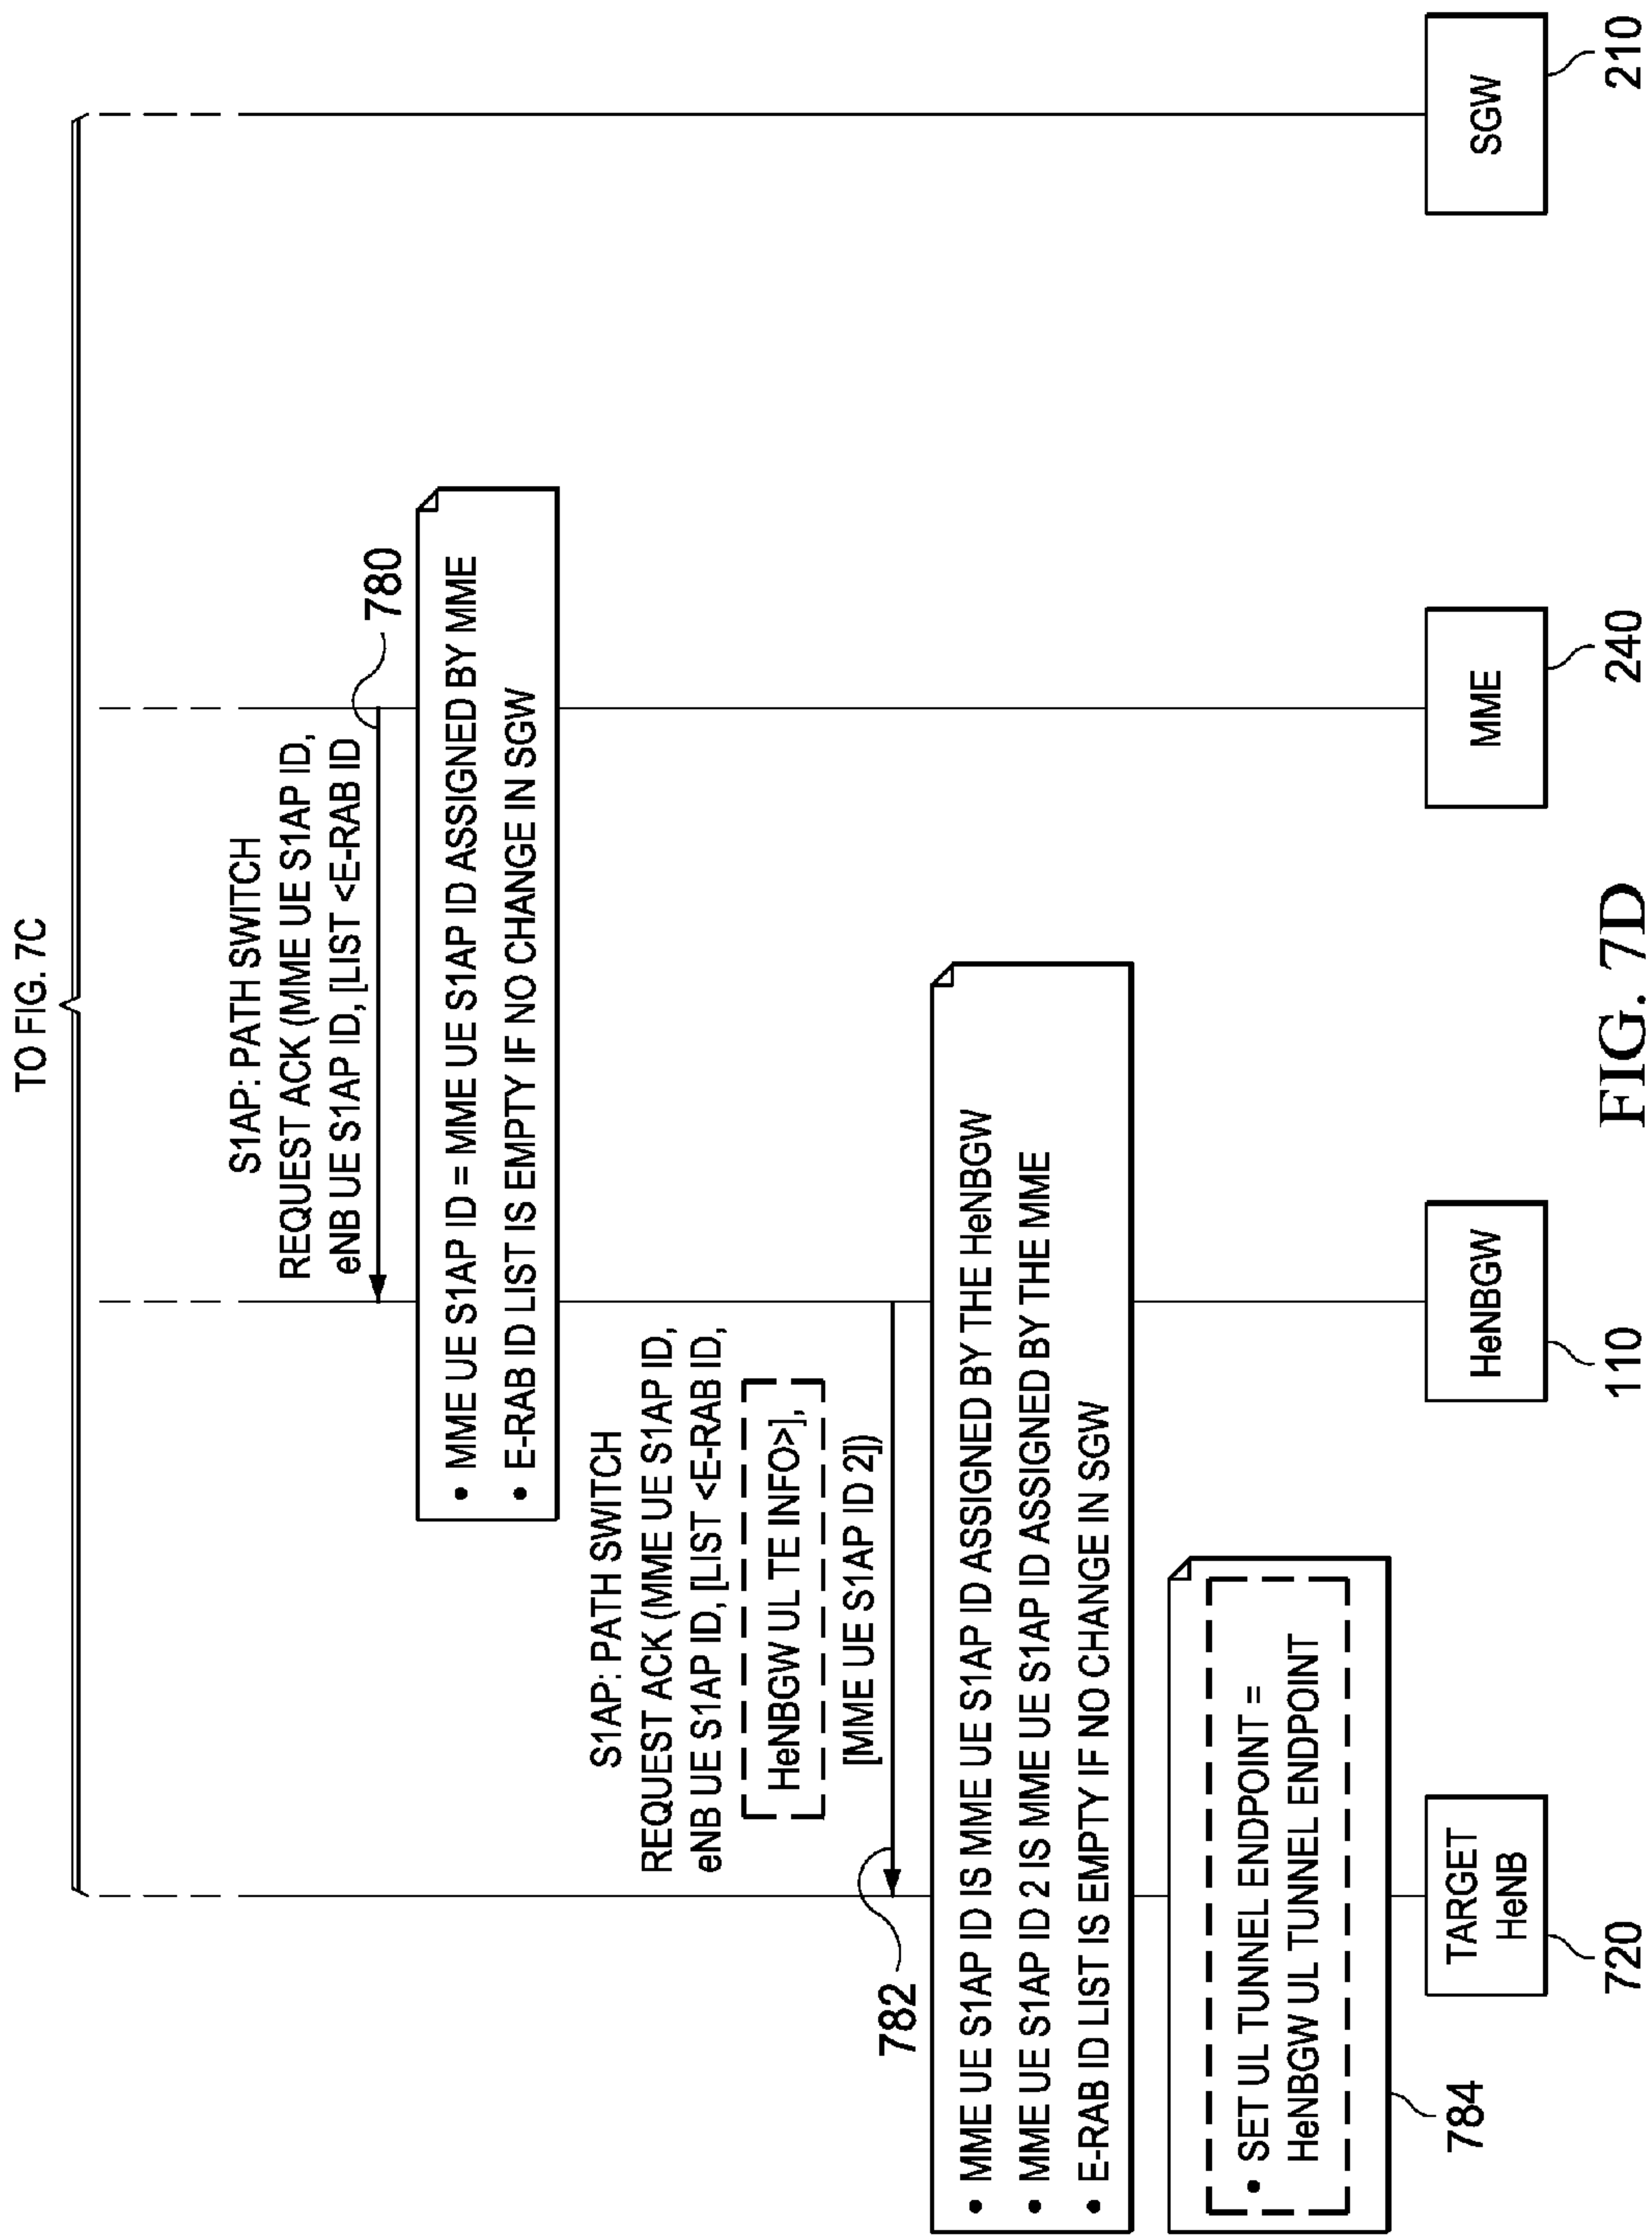 TO FIG. 7C
S1AP: PATH SWITCH
REQUEST ACK (MME UE S1AP ID,
eNB UE S1AP ID, [LIST <E-RAB ID
780
• MME UE S1AP ID = MME UE S1AP ID ASSIGNED BY MME
• E-RAB ID LIST IS EMPTY IF NO CHANGE IN SGW
S1AP: PATH SWITCH
REQUEST ACK (MME UE S1AP ID,
eNB UE S1AP ID, [LIST <E-RAB ID,
HeNBGW UL TE INFO>],
[MME UE S1AP ID 2])
782
• MME UE S1AP ID IS MME UE S1AP ID ASSIGNED BY THE HeNBGW
• MME UE S1AP ID 2 IS MME UE S1AP ID ASSIGNED BY THE MME
• E-RAB ID LIST IS EMPTY IF NO CHANGE IN SGW
• SET UL TUNNEL ENDPOINT =
HeNBGW UL TUNNEL ENDPOINT
784
TARGET
HeNB
720
HeNBGW
110
MME
240
SGW
210
FIG. 7D